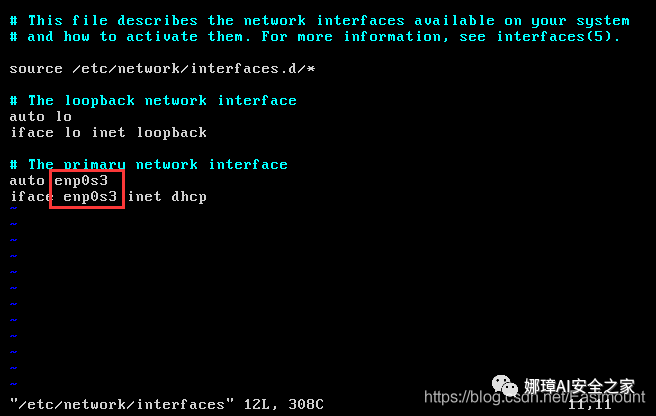 # This file describes the network interfaces available on your system
# and how to activate them. For more information, see interfaces(5).
source /etc/network/interfaces.d/*
# The loopback network interface
auto lo
iface lo inet loopback
# The primary network interface
auto enp0s3
iface enp0s3 inet dhcp
~
~
~
~
~
~
~
~
~
~
~
~
娜璋AI安全之家
"/etc/network/interfaces" 12L, 308C 11,11
https://blog.csdn.net/Eastmount